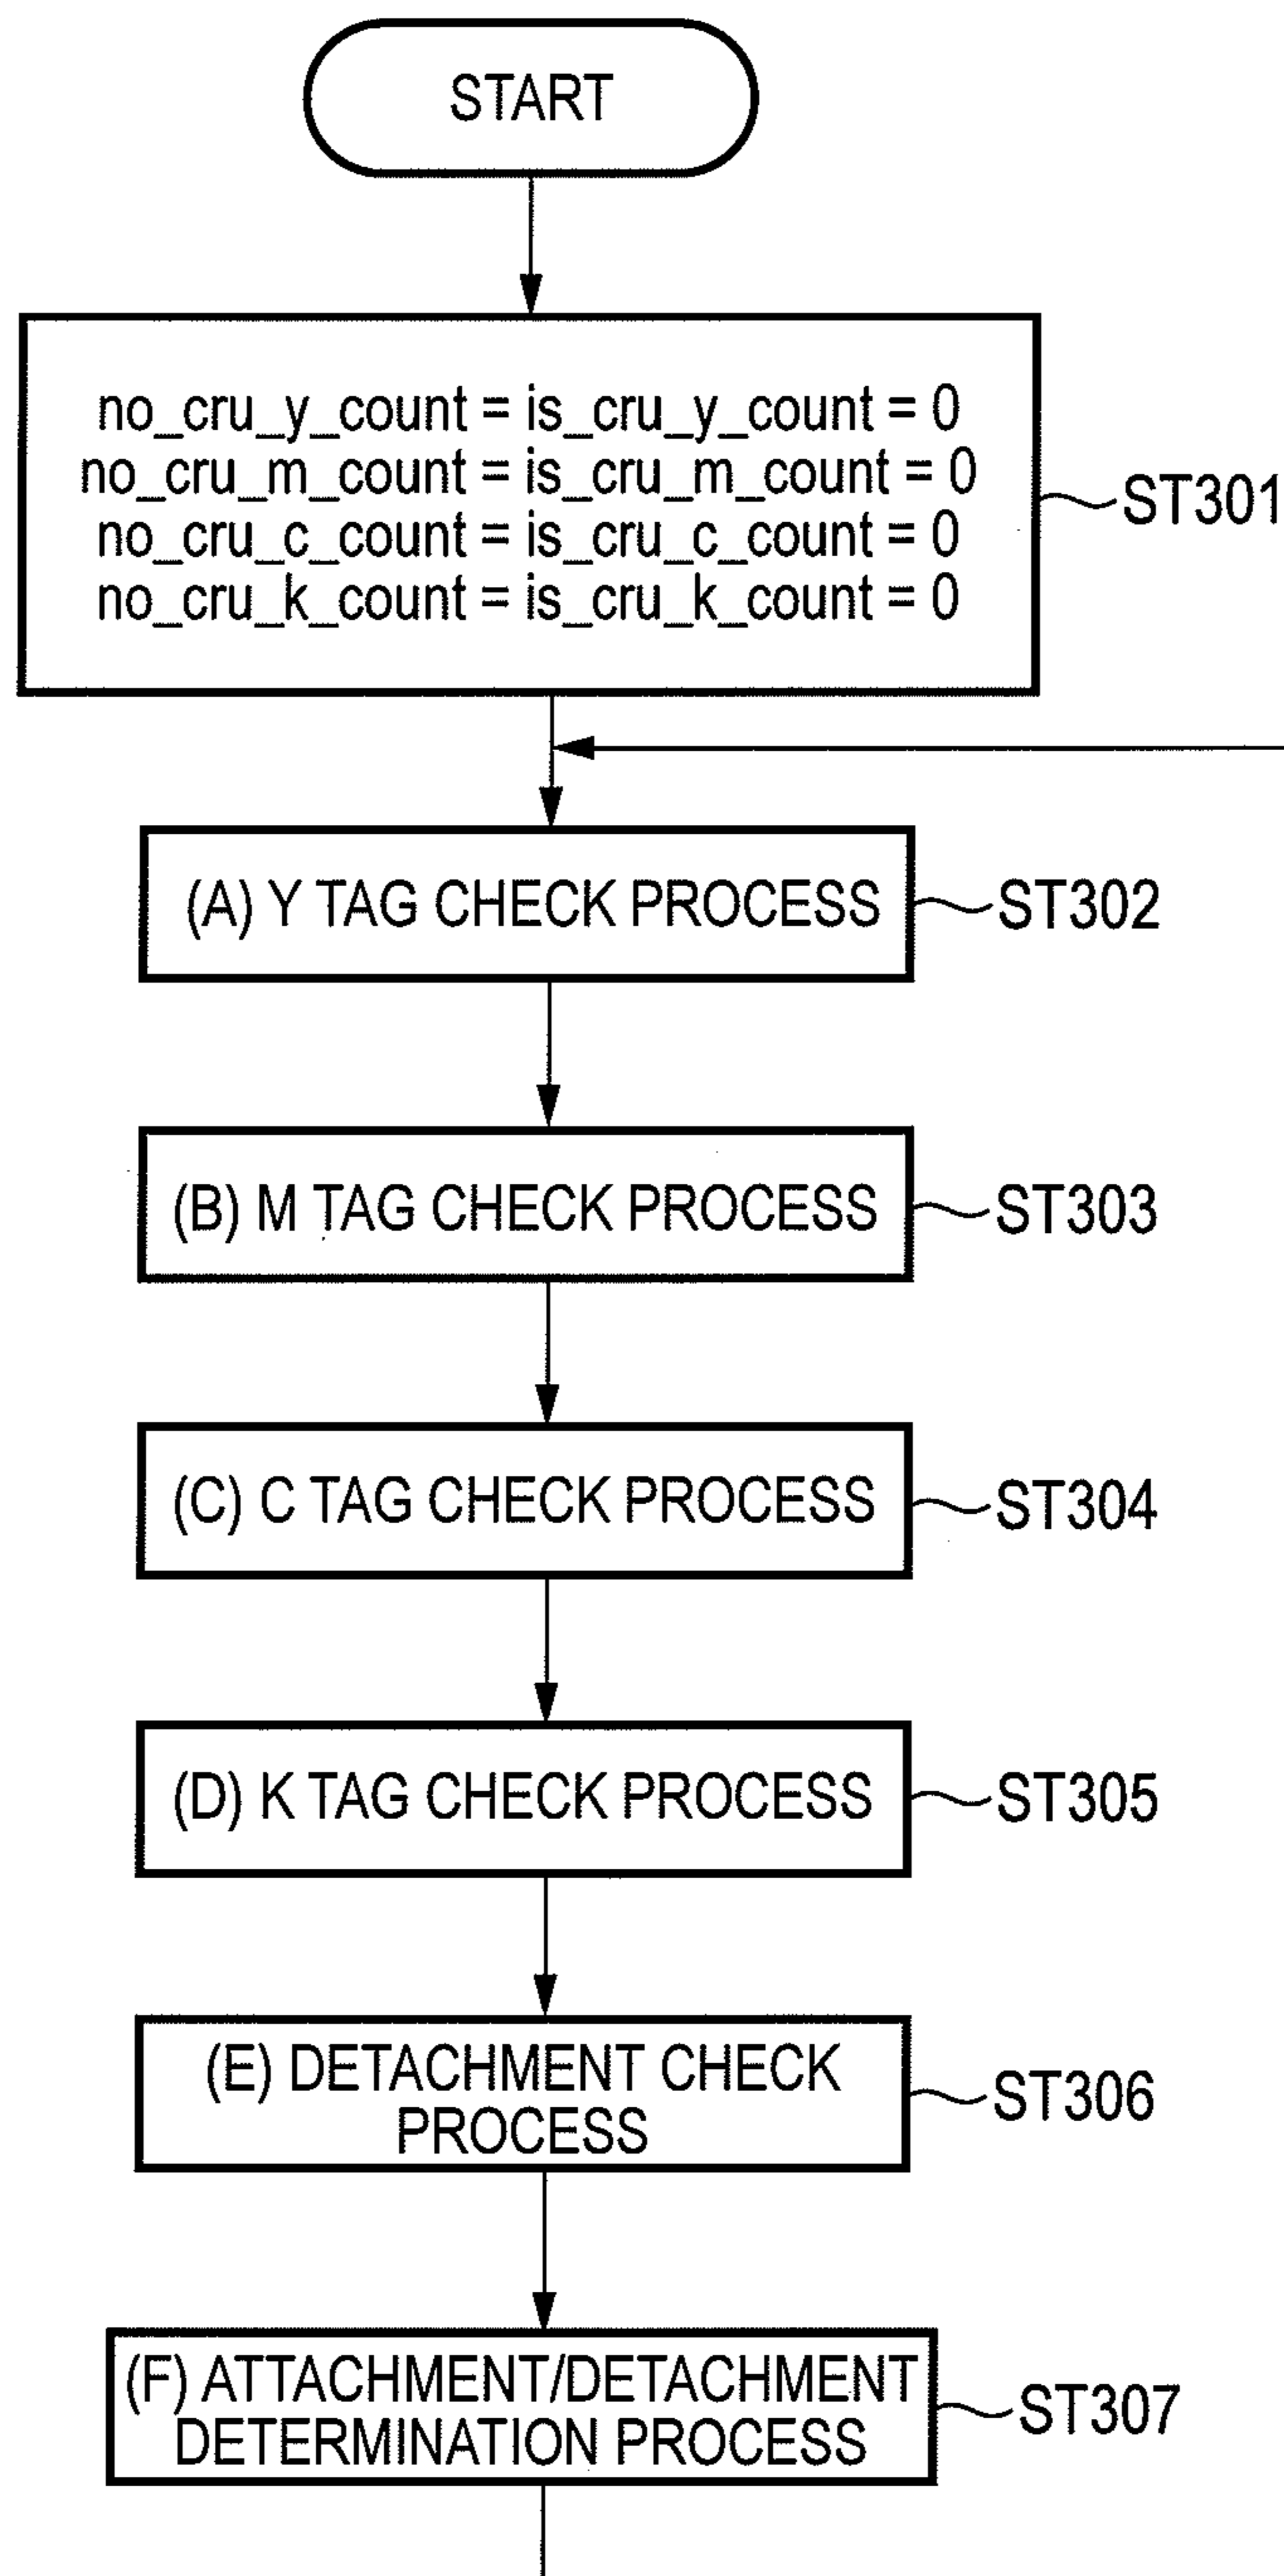 START
no_cru_y_count = is_cru_y_count = 0
no_cru_m_count = is_cru_m_count = 0
no_cru_c_count = is_cru_c_count = 0
no_cru_k_count = is_cru_k_count = 0
ST301
(A) Y TAG CHECK PROCESS
ST302
(B) M TAG CHECK PROCESS
ST303
(C) C TAG CHECK PROCESS
ST304
(D) K TAG CHECK PROCESS
ST305
(E) DETACHMENT CHECK
PROCESS
ST306
(F) ATTACHMENT/DETACHMENT
DETERMINATION PROCESS
ST307